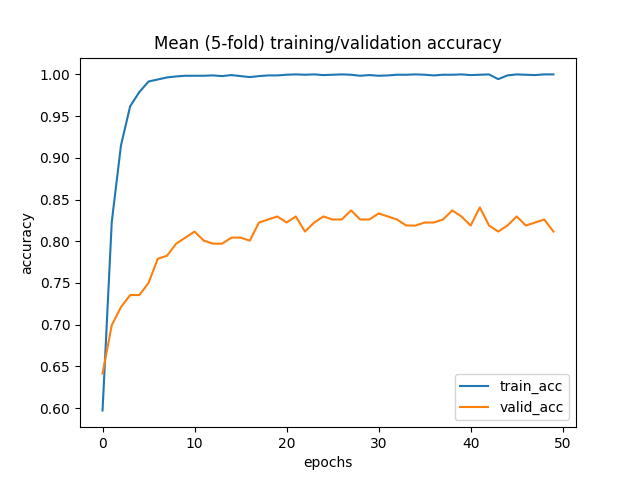 Mean (5-fold) training/validation accuracy
1.00
0.95
0.90
0.85
0.80
0.75
0.70
0.65
0.60
accuracy
0 10 20 30 40 50
epochs
train_acc
valid_acc